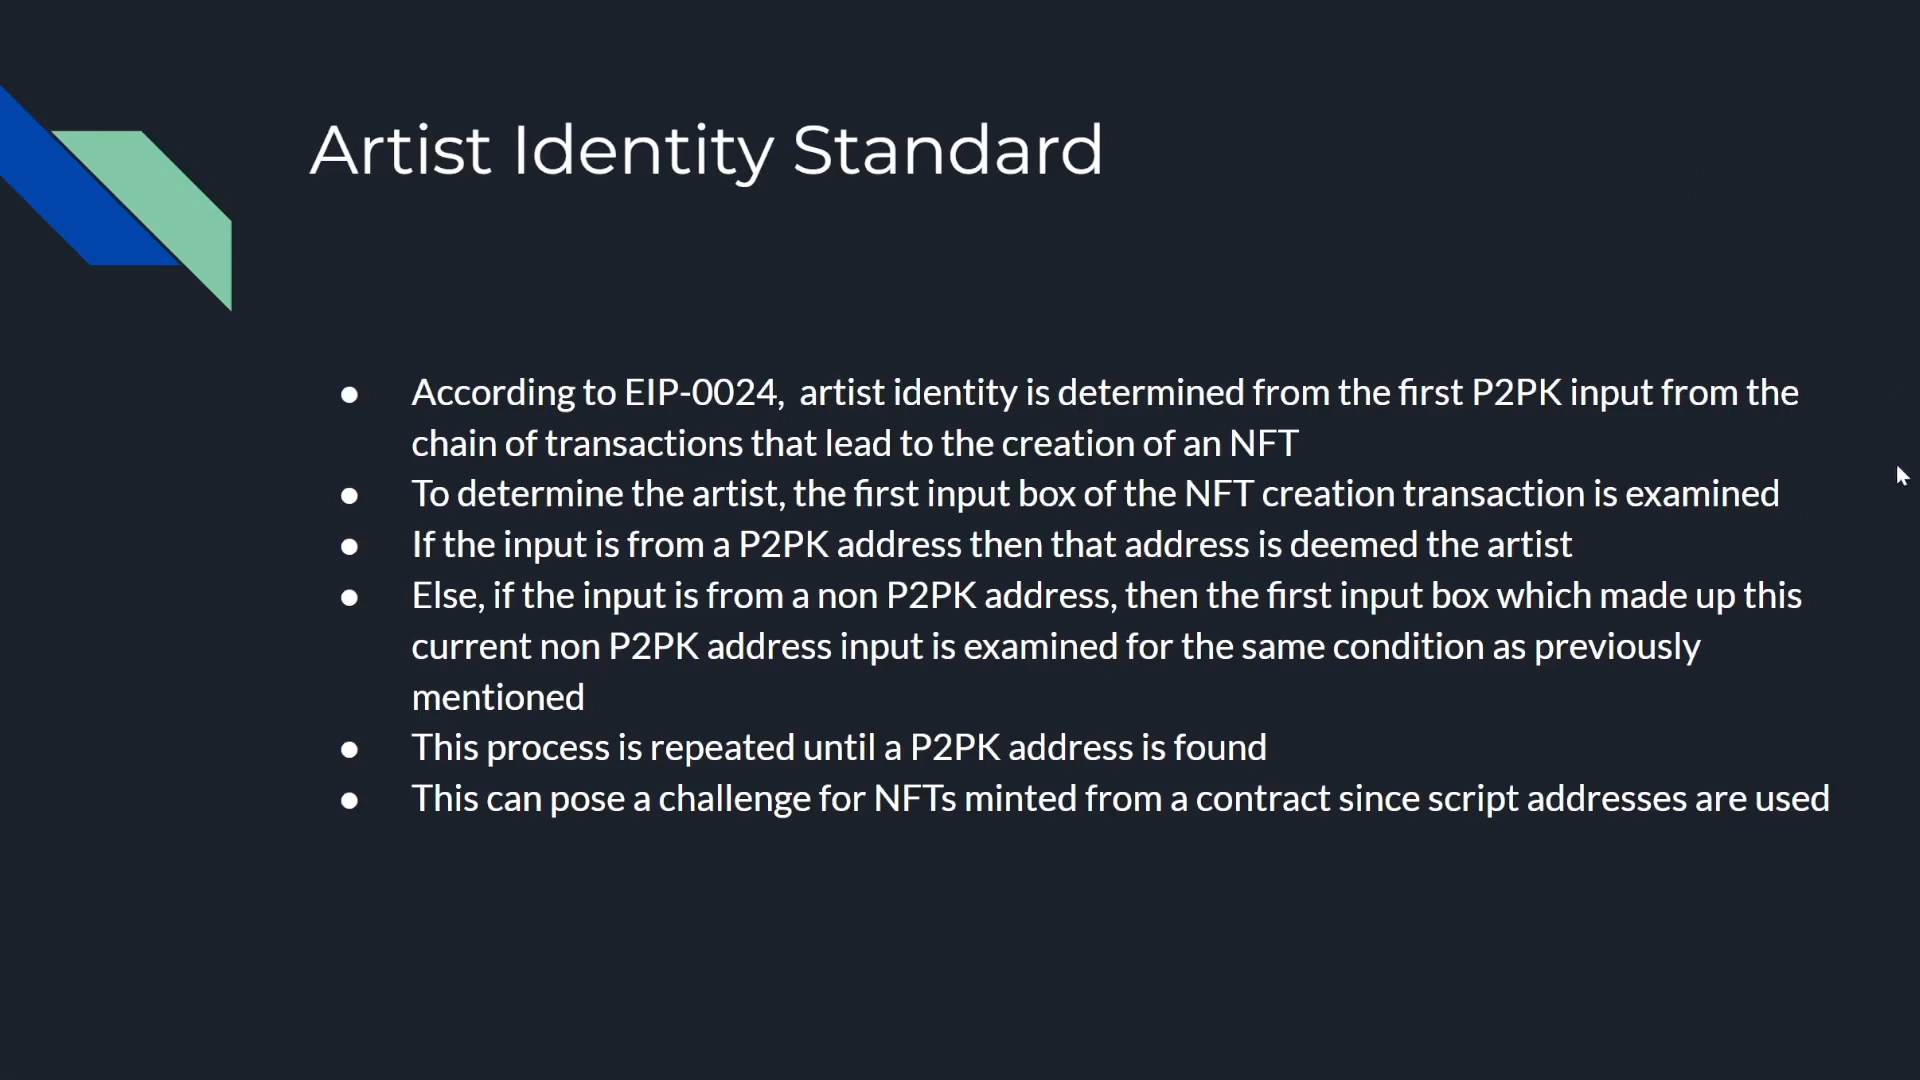 Artist Identity Standard
● According to EIP-0024,  artist identity is determined from the first P2PK input from the
chain of transactions that lead to the creation of an NFT
● To determine the artist, the first input box of the NFT creation transaction is examined
● If the input is from a P2PK address then that address is deemed the artist
● Else, if the input is from a non P2PK address, then the first input box which made up this
current non P2PK address input is examined for the same condition as previously
mentioned
● This process is repeated until a P2PK address is found
● This can pose a challenge for NFTs minted from a contract since script addresses are used